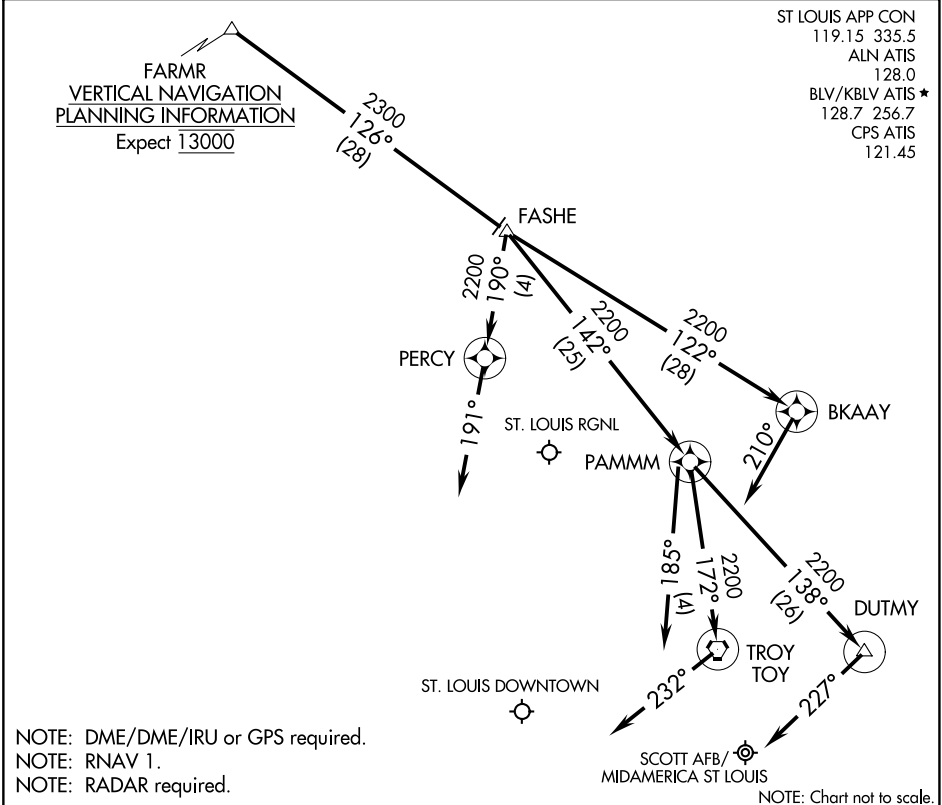 ST LOUIS APP CON
119.15 335.5
ALN ATIS
128.0
BLV/KBLV ATIS ★
128.7 256.7
CPS ATIS
121.45
FARMR
VERTICAL NAVIGATION
PLANNING INFORMATION
Expect 13000
2300
126°
(28)
FASHE
2200
190°
(4)
2200
142°
(25)
2200
122°
(28)
PERCY
191°
BKAAY
210°
ST. LOUIS RGNL
PAMMM
185°
(4)
2200
172°
2200
138°
(26)
DUTMY
TROY
TOY
232°
227°
ST. LOUIS DOWNTOWN
SCOTT AFB/
MIDAMERICA ST LOUIS
NOTE: DME/DME/IRU or GPS required.
NOTE: RNAV 1.
NOTE: RADAR required.
NOTE: Chart not to scale.